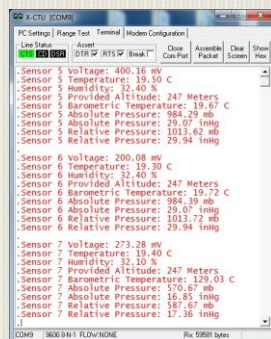 X-CTU [COM9]
PC Settings Range Test Terminal Modem Configuration
Line Status Assert
CTS CD DSR DTR RTS Break
Close Com Port Assemble Packet Clear Screen Show Hex
.Sensor 5 Voltage: 400.16 mV
.Sensor 5 Temperature: 19.50 C
.Sensor 5 Humidity: 32.40 %
.Sensor 5 Provided Altitude: 247 Meters
.Sensor 5 Barometric Temperature: 19.67 C
.Sensor 5 Absolute Pressure: 984.29 mb
.Sensor 5 Absolute Pressure: 29.07 inHg
.Sensor 5 Relative Pressure: 1013.62 mb
.Sensor 5 Relative Pressure: 29.94 inHg
.
.Sensor 6 Voltage: 200.08 mV
.Sensor 6 Temperature: 19.30 C
.Sensor 6 Humidity: 32.40 %
.Sensor 6 Provided Altitude: 247 Meters
.Sensor 6 Barometric Temperature: 19.72 C
.Sensor 6 Absolute Pressure: 984.39 mb
.Sensor 6 Absolute Pressure: 29.07 inHg
.Sensor 6 Relative Pressure: 1013.72 mb
.Sensor 6 Relative Pressure: 29.94 inHg
.
.Sensor 7 Voltage: 273.28 mV
.Sensor 7 Temperature: 19.40 C
.Sensor 7 Humidity: 32.10 %
.Sensor 7 Provided Altitude: 247 Meters
.Sensor 7 Barometric Temperature: 129.03 C
.Sensor 7 Absolute Pressure: 570.67 mb
.Sensor 7 Absolute Pressure: 16.85 inHg
.Sensor 7 Relative Pressure: 587.67 mb
.Sensor 7 Relative Pressure: 17.36 inHg
.
COM9 9600 8-N-1 FLOW:NONE Rx: 59581 bytes